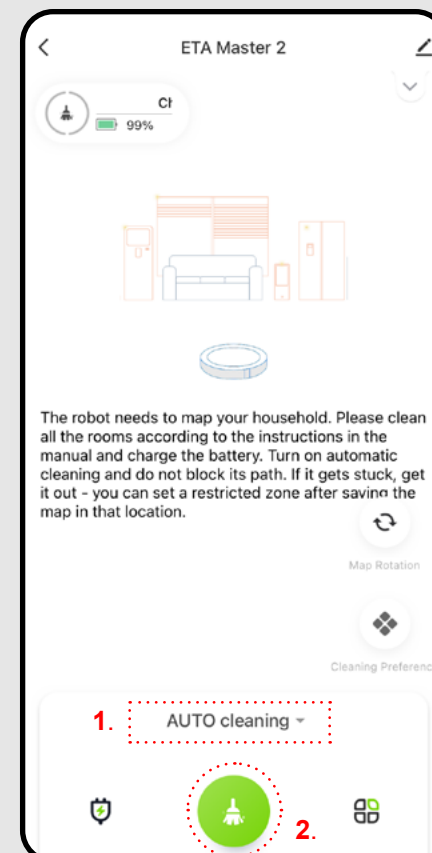 ETA Master 2
Ch
99%
The robot needs to map your household. Please clean
all the rooms according to the instructions in the
manual and charge the battery. Turn on automatic
cleaning and do not block its path. If it gets stuck, get
it out - you can set a restricted zone after saving the
map in that location.
Map Rotation
Cleaning Preferenc
1. AUTO cleaning
2.